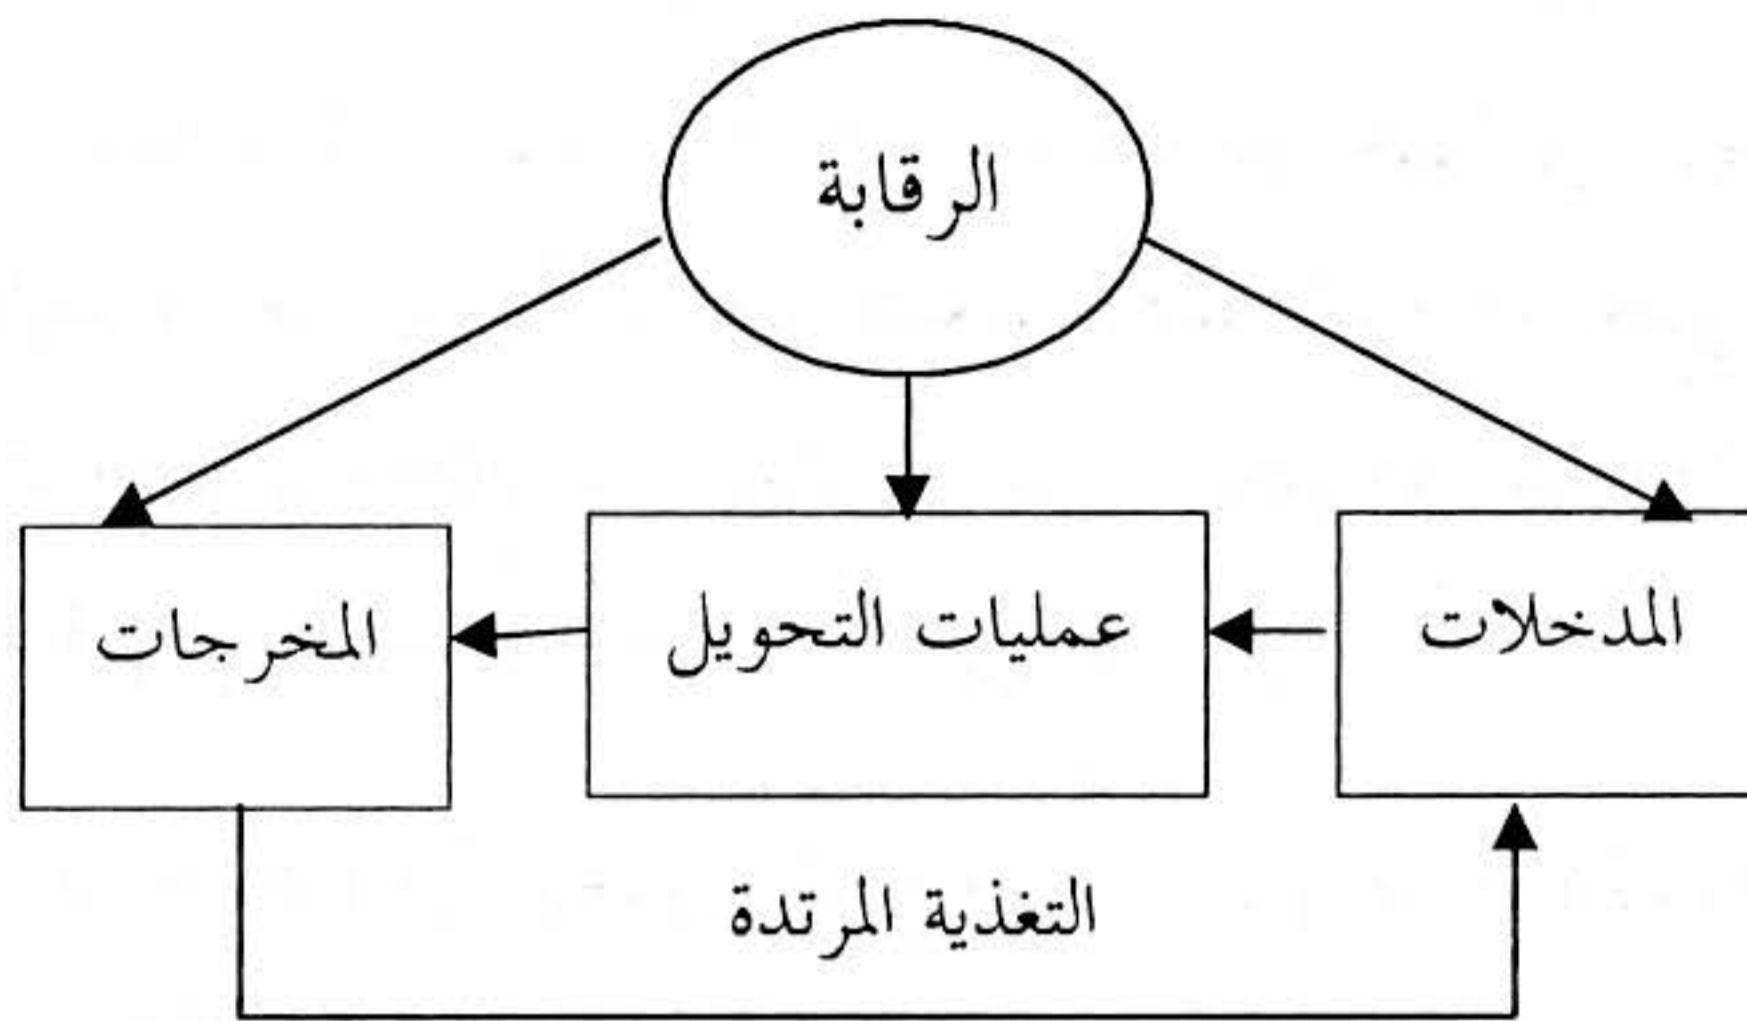 الرقابة
المدخلات
عمليات التحويل
المخرجات
التغذية المرتدة